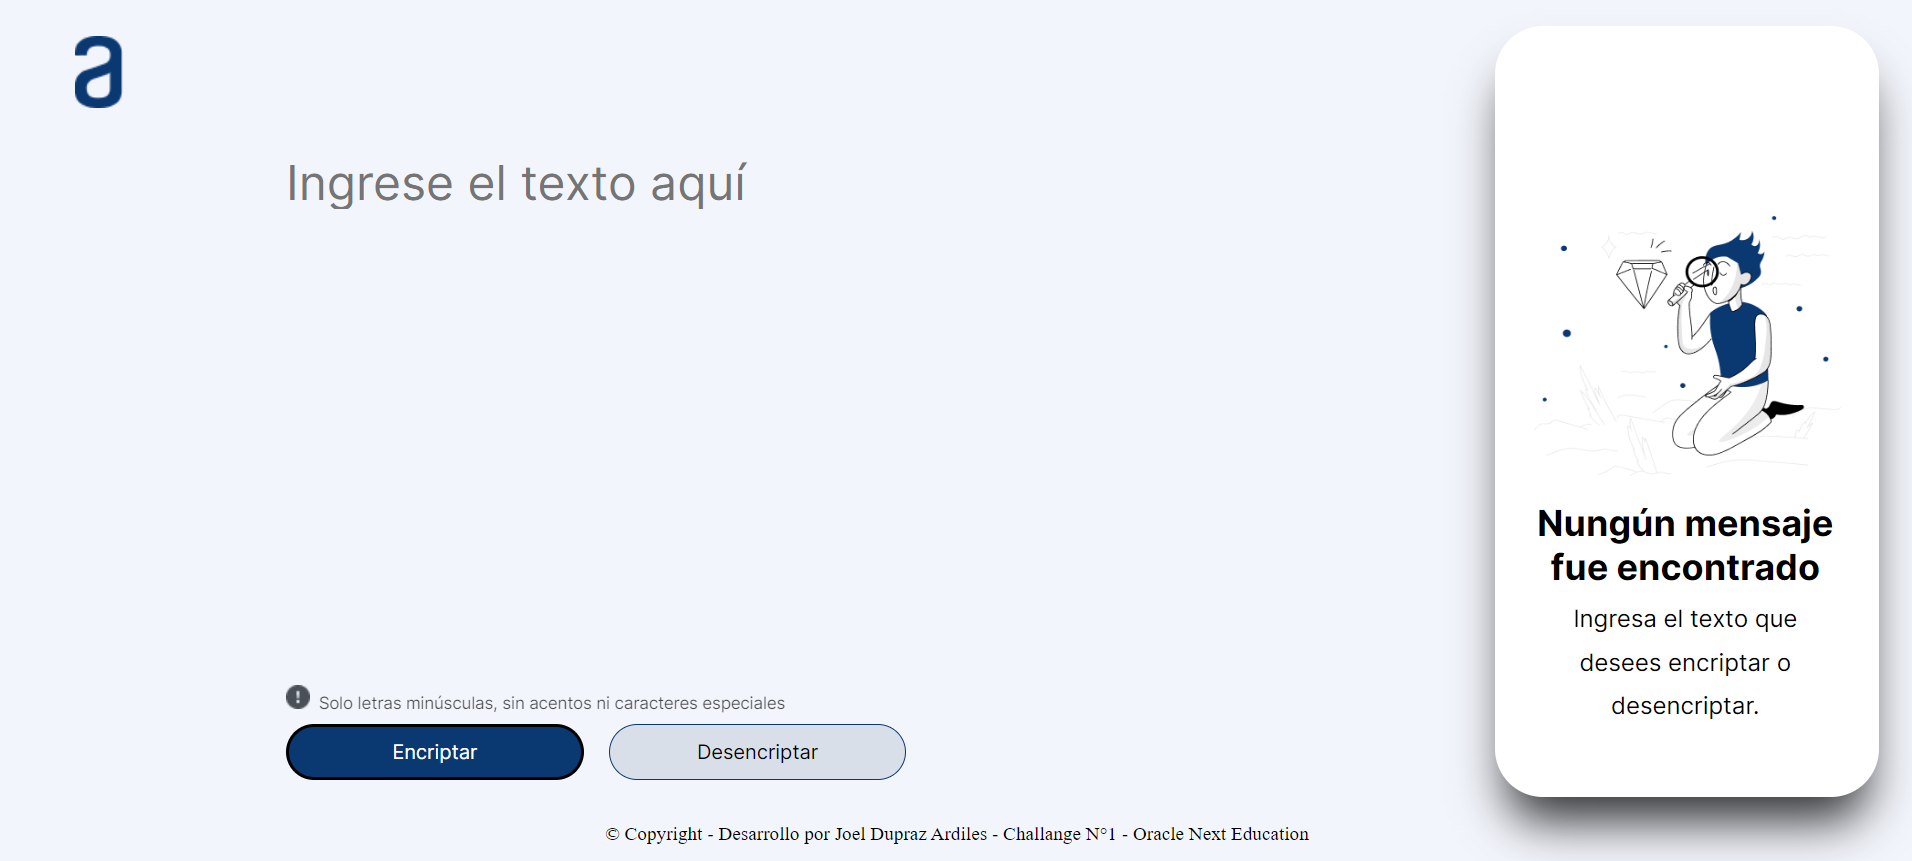 a
Ingrese el texto aquí
Solo letras minúsculas, sin acentos ni caracteres especiales
Encriptar
Desencriptar
Nungún mensaje
fue encontrado
Ingresa el texto que
desees encriptar o
desencriptar.
© Copyright - Desarrollo por Joel Dupraz Ardiles - Challange N°1 - Oracle Next Education